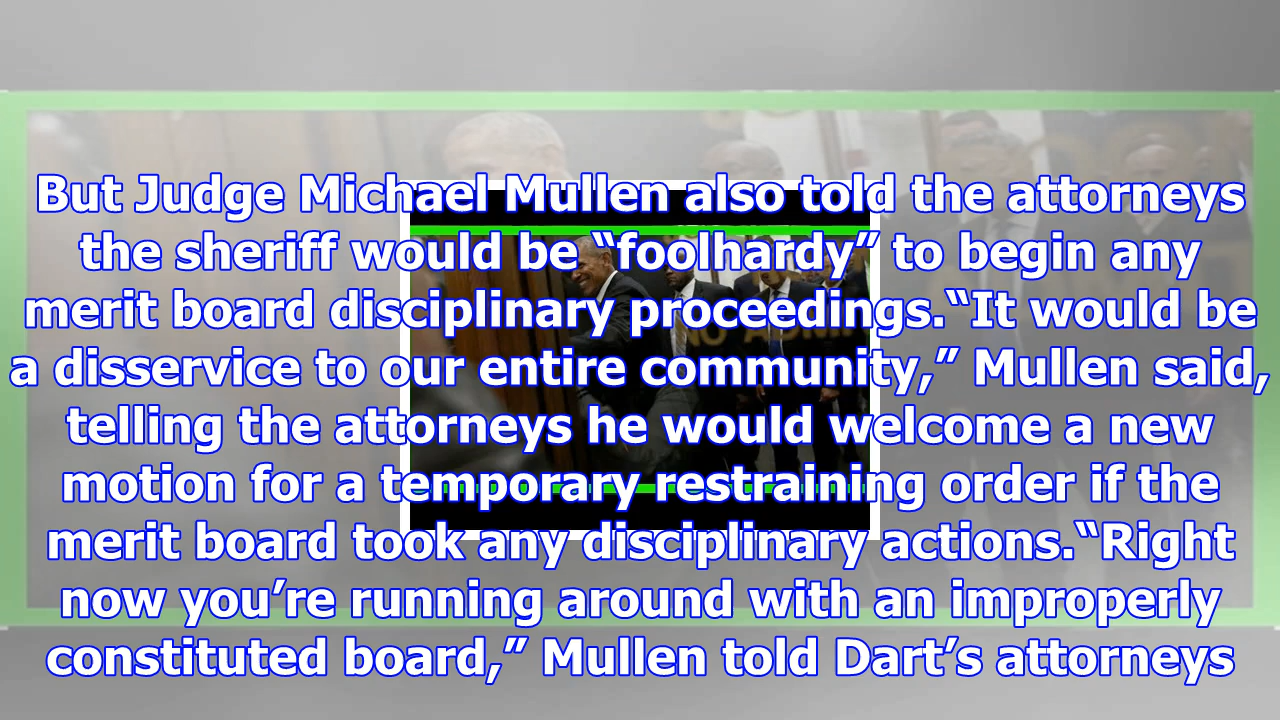 But Judge Michael Mullen also told the attorneys
the sheriff would be “foolhardy” to begin any
merit board disciplinary proceedings.“It would be
a disservice to our entire community,” Mullen said,
telling the attorneys he would welcome a new
motion for a temporary restraining order if the
merit board took any disciplinary actions.“Right
now you’re running around with an improperly
constituted board,” Mullen told Dart’s attorneys